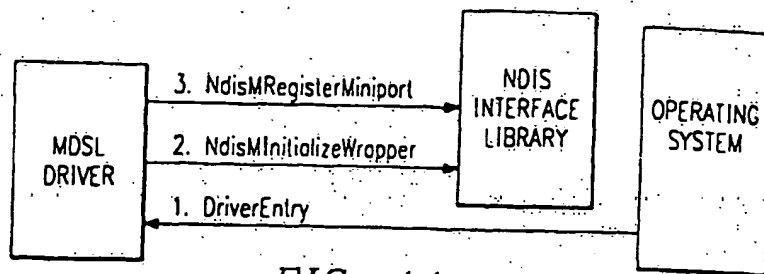 MDSL
DRIVER
3. NdisMRegisterMiniport
2. NdisMInitializeWrapper
1. DriverEntry
NDIS
INTERFACE
LIBRARY
OPERATING
SYSTEM